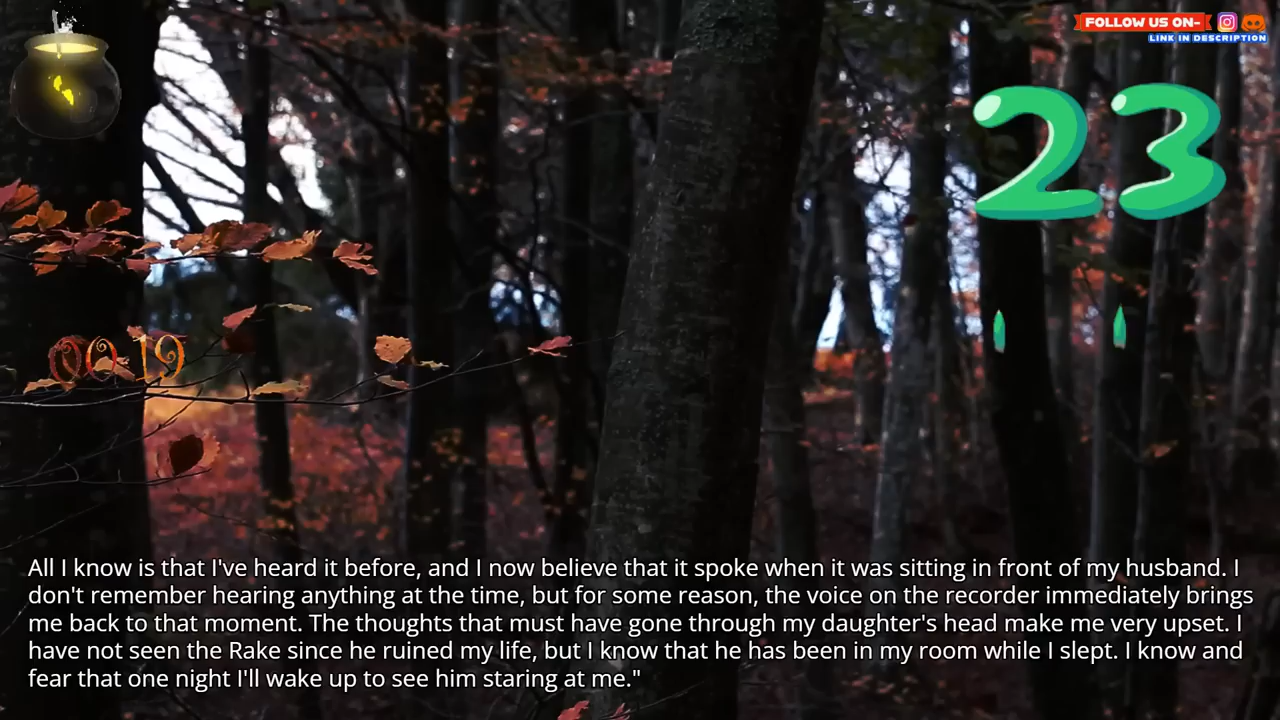 FOLLOW US ON-
LINK IN DESCRIPTION
23
00:19
All I know is that I've heard it before, and I now believe that it spoke when it was sitting in front of my husband. I
don't remember hearing anything at the time, but for some reason, the voice on the recorder immediately brings
me back to that moment. The thoughts that must have gone through my daughter's head make me very upset. I
have not seen the Rake since he ruined my life, but I know that he has been in my room while I slept. I know and
fear that one night I'll wake up to see him staring at me."